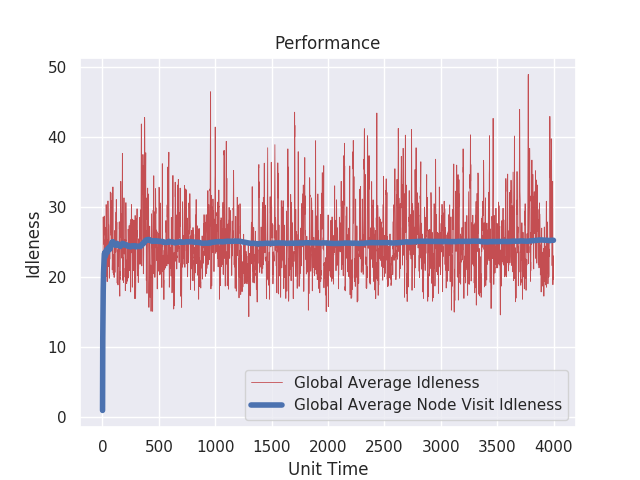 Performance
50
40
30
20
10
0
Idleness
Global Average Idleness
Global Average Node Visit Idleness
0 500 1000 1500 2000 2500 3000 3500 4000
Unit Time